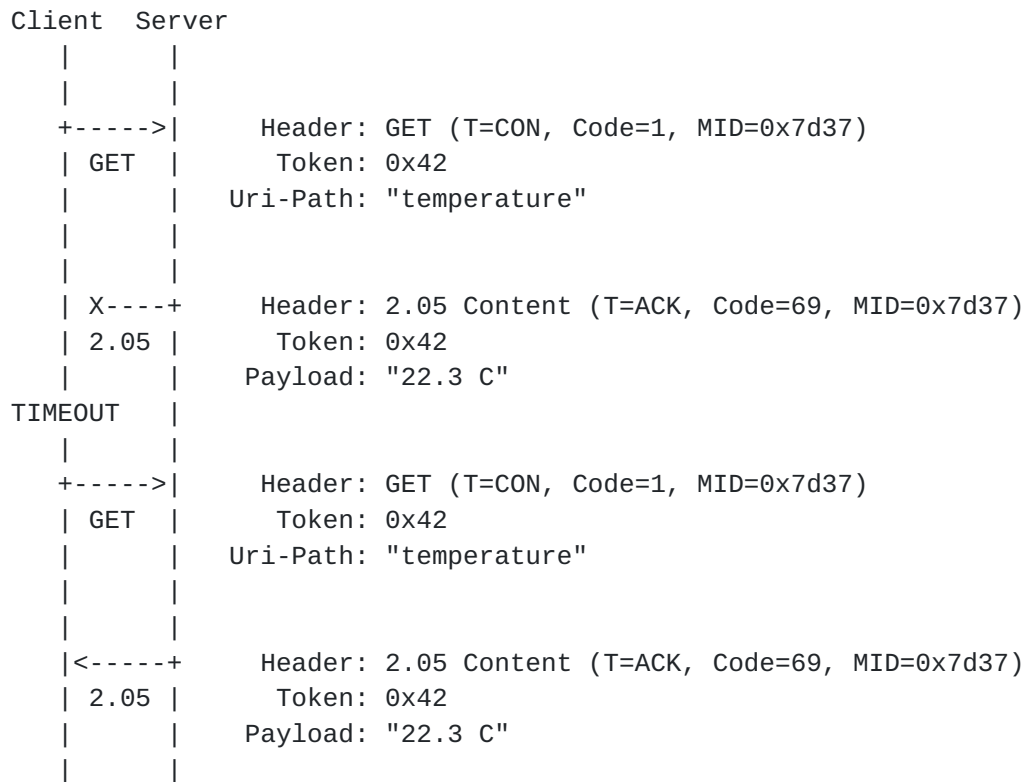 Client  Server
   |      |
   |      |
   +----->|     Header: GET (T=CON, Code=1, MID=0x7d37)
   | GET  |      Token: 0x42
   |      |   Uri-Path: "temperature"
   |      |
   |      |
   | X----+     Header: 2.05 Content (T=ACK, Code=69, MID=0x7d37)
   | 2.05 |      Token: 0x42
   |      |    Payload: "22.3 C"
TIMEOUT   |
   |      |
   +----->|     Header: GET (T=CON, Code=1, MID=0x7d37)
   | GET  |      Token: 0x42
   |      |   Uri-Path: "temperature"
   |      |
   |      |
   |<-----+     Header: 2.05 Content (T=ACK, Code=69, MID=0x7d37)
   | 2.05 |      Token: 0x42
   |      |    Payload: "22.3 C"
   |      |